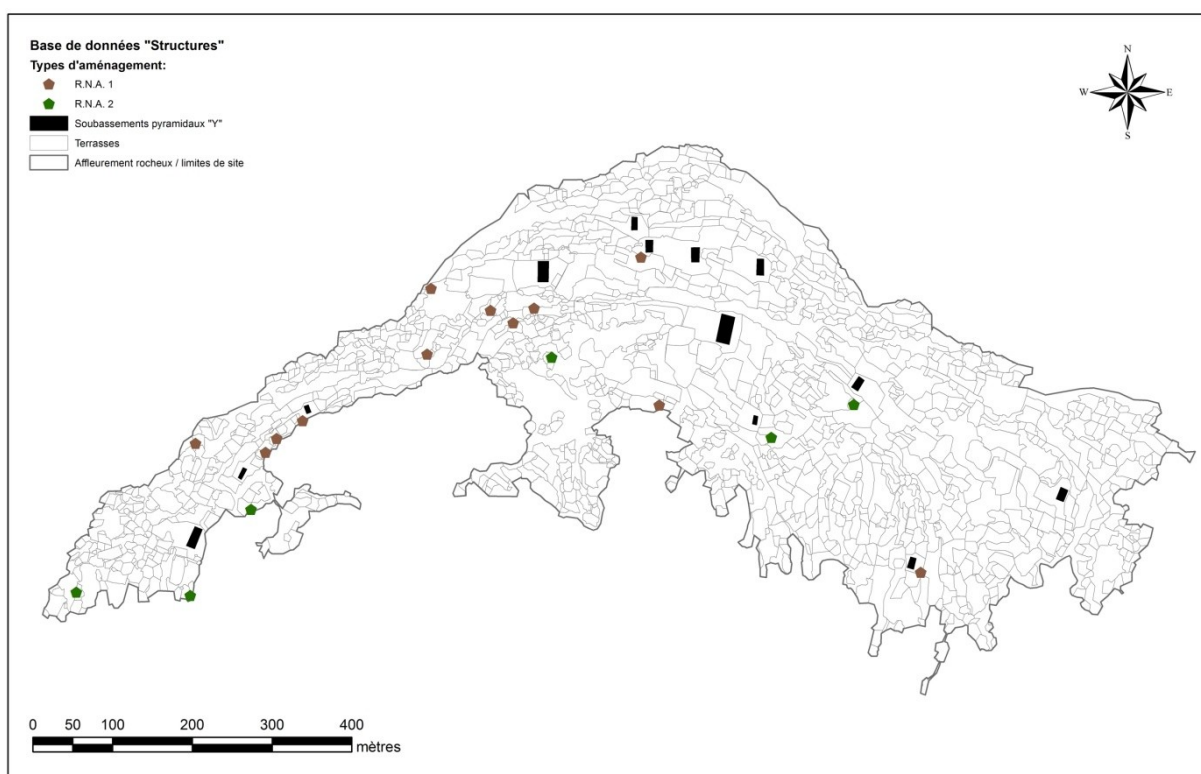 Base de données "Structures"
Types d'aménagement:
R.N.A. 1
R.N.A. 2
Soubassements pyramidaux "Y"
Terrasses
Affleurement rocheux / limites de site
N
W E
S
0 50 100 200 300 400
mètres